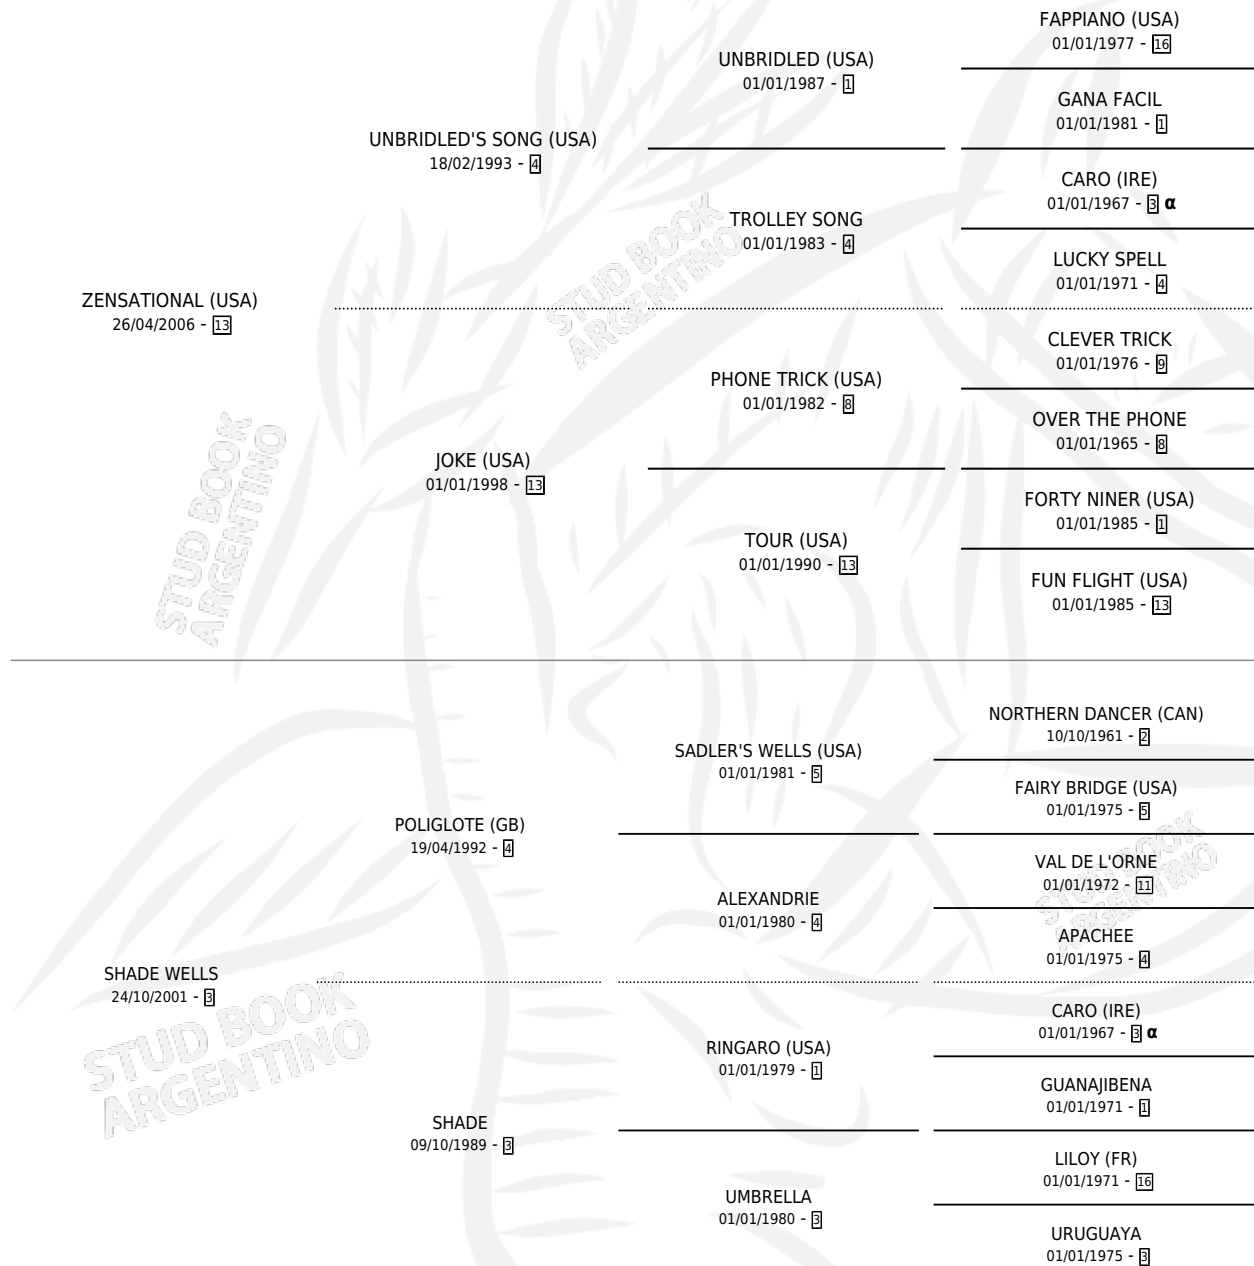 FAPPIANO (USA)
01/01/1977 - 16
UNBRIDLED (USA)
01/01/1987 - 1
GANA FACIL
01/01/1981 - 1
UNBRIDLED'S SONG (USA)
18/02/1993 - 4
CARO (IRE)
01/01/1967 - 3 α
TROLLEY SONG
01/01/1983 - 4
LUCKY SPELL
01/01/1971 - 4
ZENSATIONAL (USA)
26/04/2006 - 13
CLEVER TRICK
01/01/1976 - 9
PHONE TRICK (USA)
01/01/1982 - 8
OVER THE PHONE
01/01/1965 - 8
JOKE (USA)
01/01/1998 - 13
FORTY NINER (USA)
01/01/1985 - 1
TOUR (USA)
01/01/1990 - 13
FUN FLIGHT (USA)
01/01/1985 - 13
NORTHERN DANCER (CAN)
10/10/1961 - 2
SADLER'S WELLS (USA)
01/01/1981 - 5
FAIRY BRIDGE (USA)
01/01/1975 - 5
POLIGLOTE (GB)
19/04/1992 - 4
VAL DE L'ORNE
01/01/1972 - 11
ALEXANDRIE
01/01/1980 - 4
APACHEE
01/01/1975 - 4
SHADE WELLS
24/10/2001 - 3
CARO (IRE)
01/01/1967 - 3 α
RINGARO (USA)
01/01/1979 - 1
GUANAJIBENA
01/01/1971 - 1
SHADE
09/10/1989 - 3
LILOY (FR)
01/01/1971 - 16
UMBRELLA
01/01/1980 - 3
URUGUAYA
01/01/1975 - 3
STUD BOOK
ARGENTINO
STUD BOOK
ARGENTINO
STUD BOOK
ARGENTINO
STUD BOOK
ARGENTINO